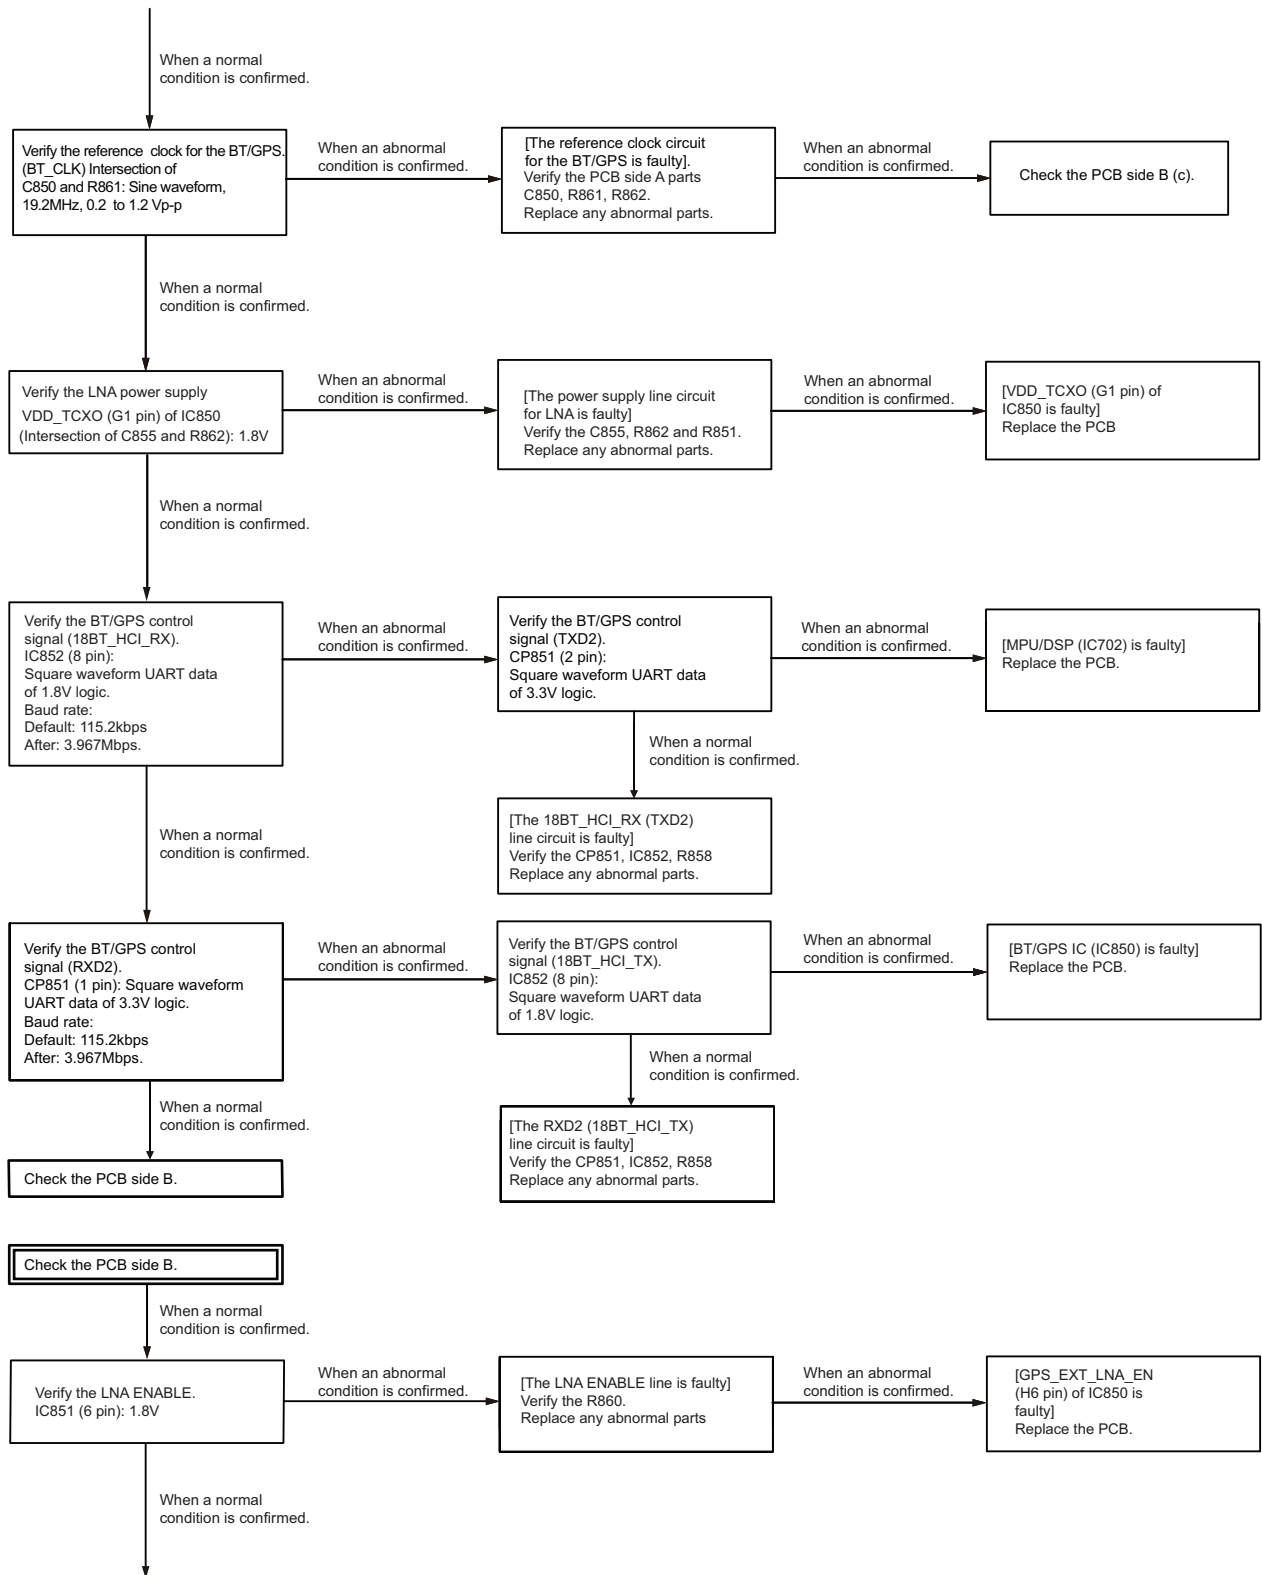 When a normal
condition is confirmed.
Verify the reference clock for the BT/GPS.
(BT_CLK) Intersection of
C850 and R861: Sine waveform,
19.2MHz, 0.2 to 1.2 Vp-p
When an abnormal
condition is confirmed.
[The reference clock circuit
for the BT/GPS is faulty].
Verify the PCB side A parts
C850, R861, R862.
Replace any abnormal parts.
When an abnormal
condition is confirmed.
Check the PCB side B (c).
When a normal
condition is confirmed.
Verify the LNA power supply
VDD_TCXO (G1 pin) of IC850
(Intersection of C855 and R862): 1.8V
When an abnormal
condition is confirmed.
[The power supply line circuit
for LNA is faulty]
Verify the C855, R862 and R851.
Replace any abnormal parts.
When an abnormal
condition is confirmed.
[VDD_TCXO (G1 pin) of
IC850 is faulty]
Replace the PCB
When a normal
condition is confirmed.
Verify the BT/GPS control
signal (18BT_HCI_RX).
IC852 (8 pin):
Square waveform UART data
of 1.8V logic.
Baud rate:
Default: 115.2kbps
After: 3.967Mbps.
When an abnormal
condition is confirmed.
Verify the BT/GPS control
signal (TXD2).
CP851 (2 pin):
Square waveform UART data
of 3.3V logic.
When an abnormal
condition is confirmed.
[MPU/DSP (IC702) is faulty]
Replace the PCB.
When a normal
condition is confirmed.
[The 18BT_HCI_RX (TXD2)
line circuit is faulty]
Verify the CP851, IC852, R858
Replace any abnormal parts.
When a normal
condition is confirmed.
Verify the BT/GPS control
signal (RXD2).
CP851 (1 pin): Square waveform
UART data of 3.3V logic.
Baud rate:
Default: 115.2kbps
After: 3.967Mbps.
When an abnormal
condition is confirmed.
Verify the BT/GPS control
signal (18BT_HCI_TX).
IC852 (8 pin):
Square waveform UART data
of 1.8V logic.
When an abnormal
condition is confirmed.
[BT/GPS IC (IC850) is faulty]
Replace the PCB.
When a normal
condition is confirmed.
[The RXD2 (18BT_HCI_TX)
line circuit is faulty]
Verify the CP851, IC852, R858
Replace any abnormal parts.
When a normal
condition is confirmed.
Check the PCB side B.
Check the PCB side B.
When a normal
condition is confirmed.
Verify the LNA ENABLE.
IC851 (6 pin): 1.8V
When an abnormal
condition is confirmed.
[The LNA ENABLE line is faulty]
Verify the R860.
Replace any abnormal parts
When an abnormal
condition is confirmed.
[GPS_EXT_LNA_EN
(H6 pin) of IC850 is
faulty]
Replace the PCB.
When a normal
condition is confirmed.